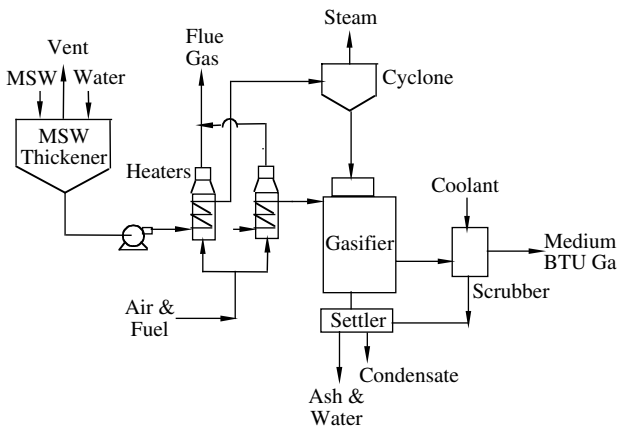 Steam
Flue
Gas
Vent
MSW
Water
Cyclone
MSW
Thickener
Heaters
Coolant
Gasifier
Medium
BTU Ga
Scrubber
Air &
Fuel
Settler
Condensate
Ash &
Water